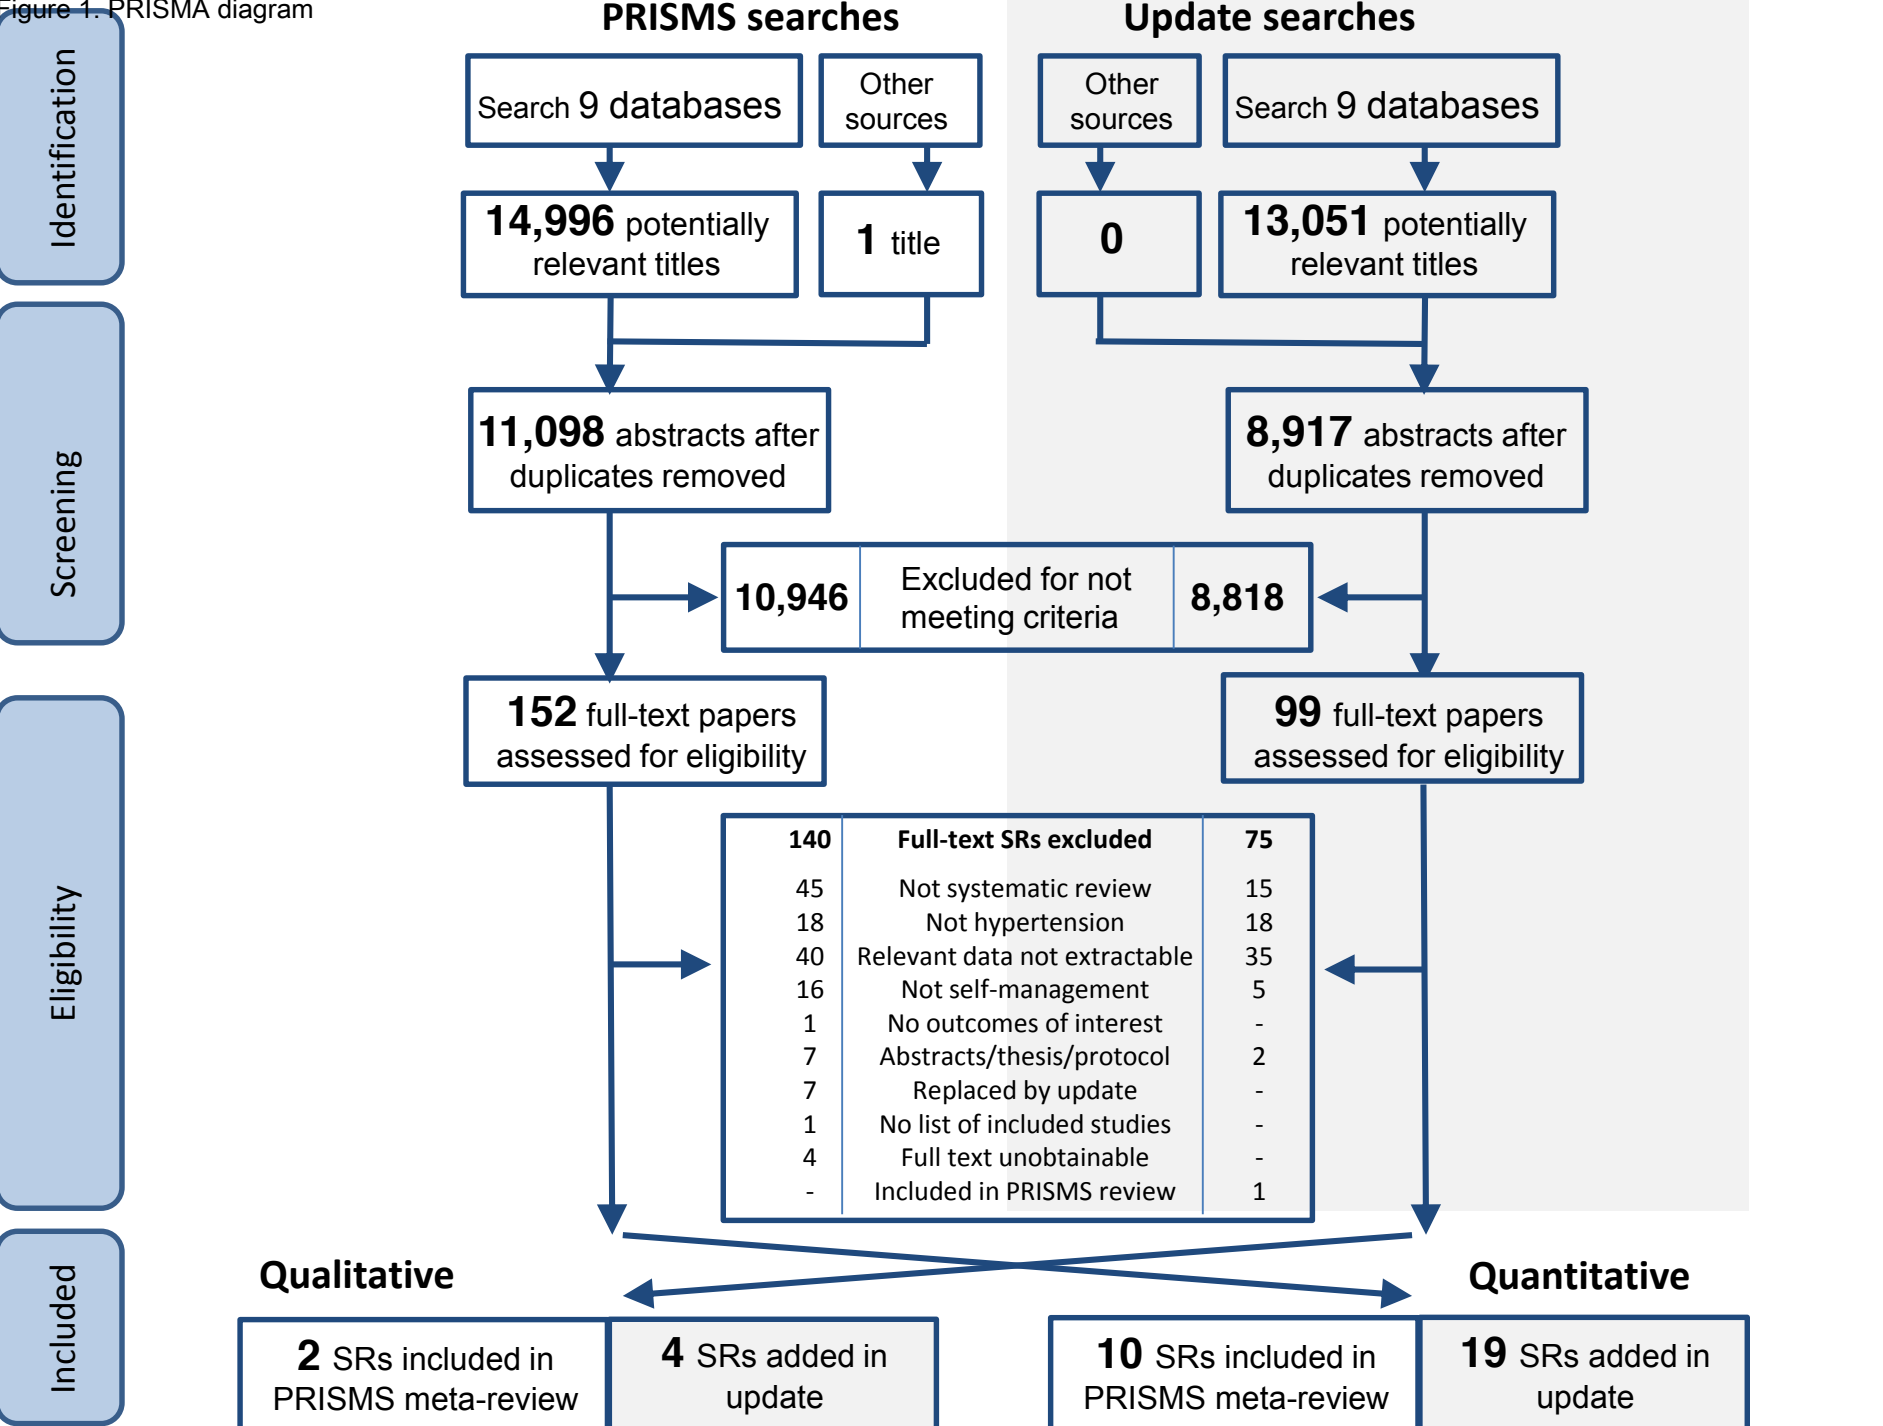 Figure 1. PRISMA diagram
PRISMS searches
Update searches
Identification
Search 9 databases
Other
sources
Other
sources
Search 9 databases
14,996 potentially
relevant titles
1 title
0
13,051 potentially
relevant titles
Screening
11,098 abstracts after
duplicates removed
8,917 abstracts after
duplicates removed
10,946
Excluded for not
meeting criteria
8,818
Eligibility
152 full-text papers
assessed for eligibility
99 full-text papers
assessed for eligibility
140 Full-text SRs excluded 75
45 Not systematic review 15
18 Not hypertension 18
40 Relevant data not extractable 35
16 Not self-management 5
1 No outcomes of interest -
7 Abstracts/thesis/protocol 2
7 Replaced by update -
1 No list of included studies -
4 Full text unobtainable -
- Included in PRISMS review 1
Included
Qualitative
Quantitative
2 SRs included in
PRISMS meta-review
4 SRs added in
update
10 SRs included in
PRISMS meta-review
19 SRs added in
update